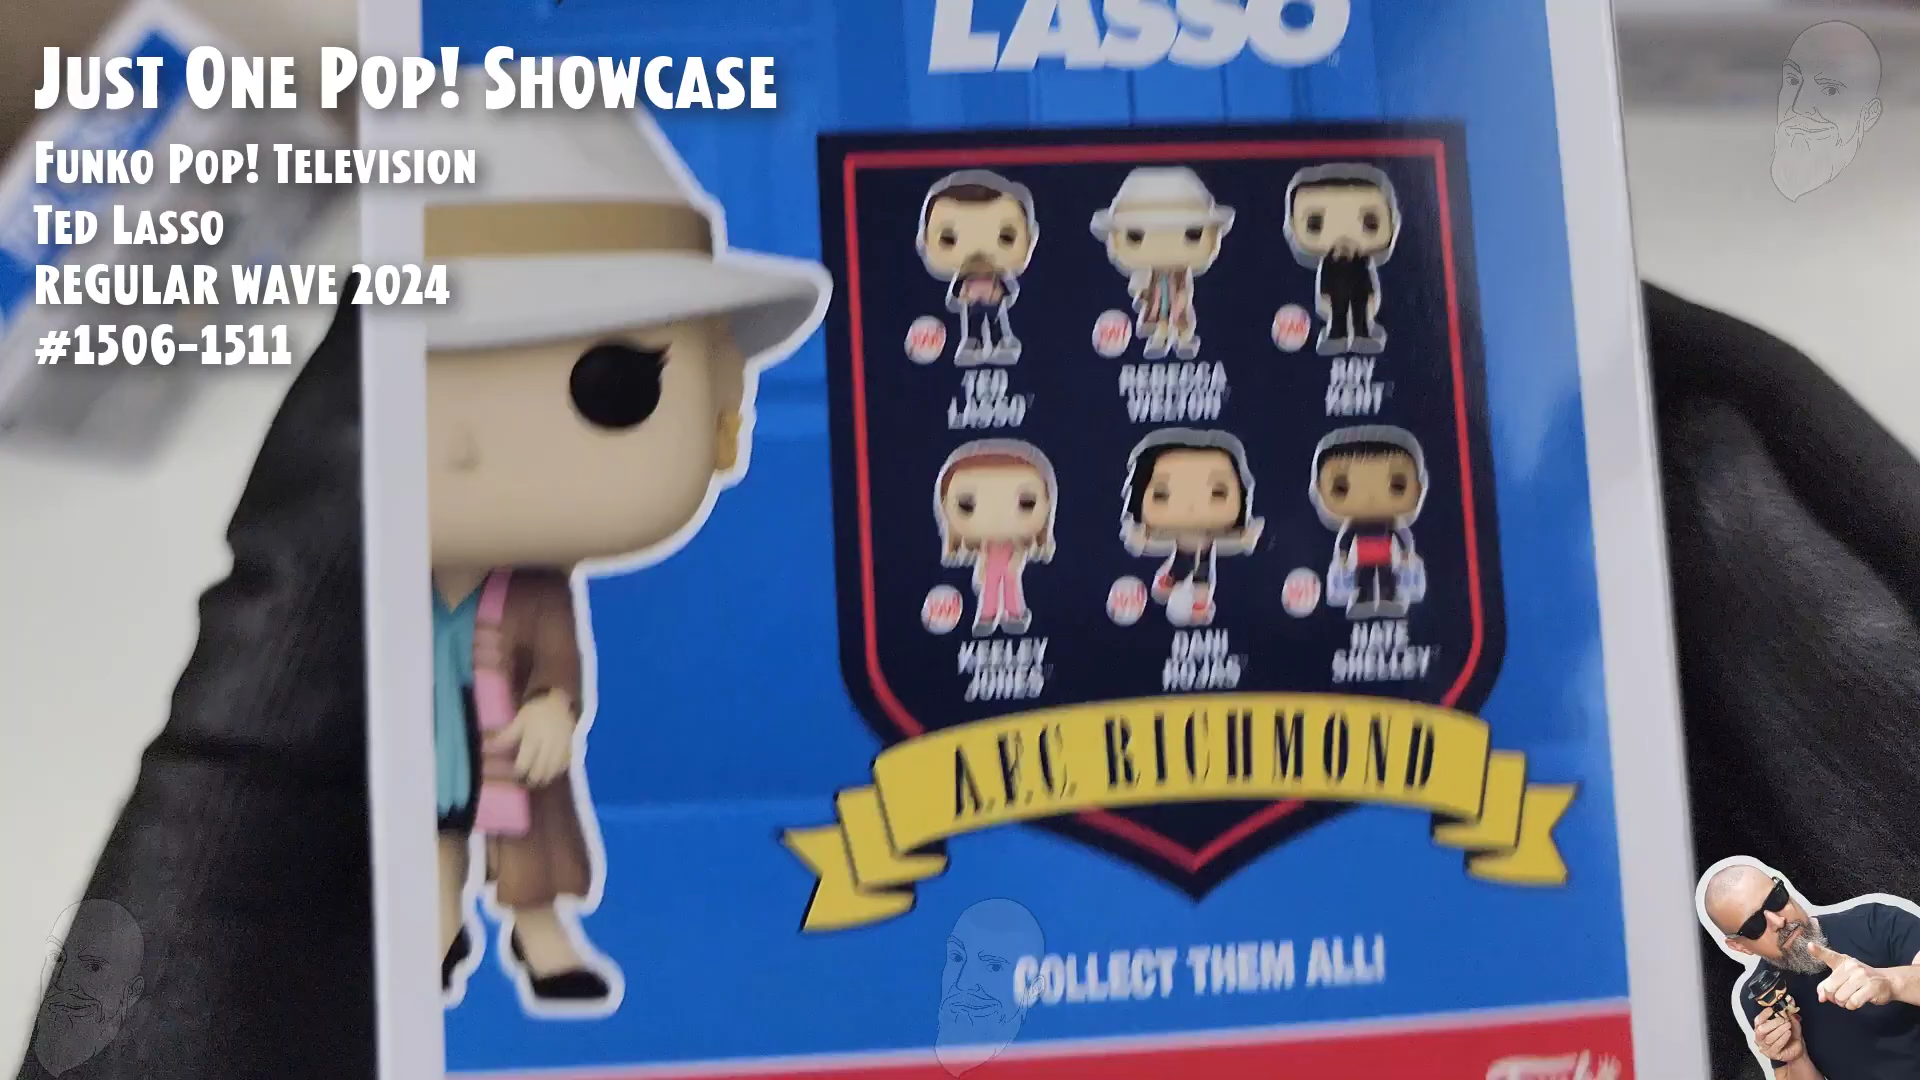 JUST ONE POP! SHOWCASE
FUNKO POP! TELEVISION
TED LASSO
REGULAR WAVE 2024
#1506-1511
LASSO
TED
LASSO
REBECCA
WELTON
ROY
KENT
KEELEY
JONES
DANI
ROJAS
NATE
SHELLEY
A.F.C. RICHMOND
COLLECT THEM ALL!
Funko